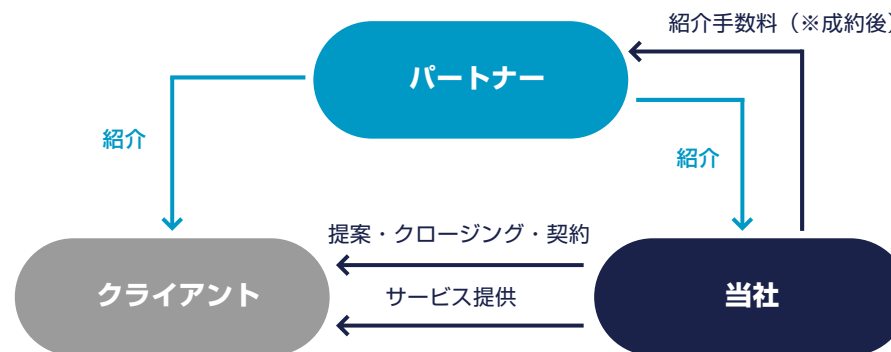 紹介手数料（※成約後）
パートナー
紹介
紹介
提案・クロージング・契約
クライアント
サービス提供
当社